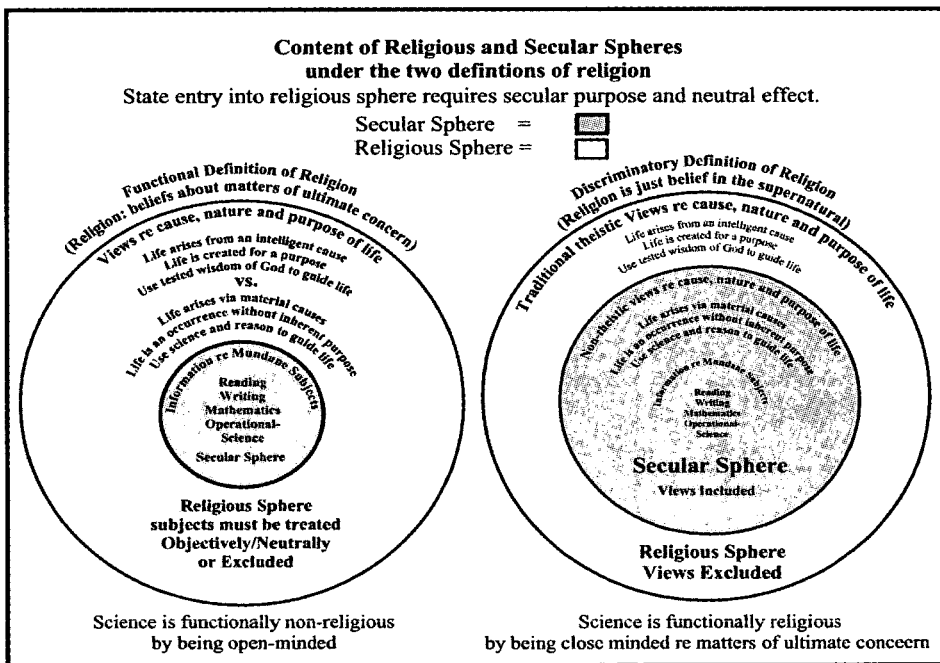 Content of Religious and Secular Spheres
under the two defintions of religion
State entry into religious sphere requires secular purpose and neutral effect.
Secular Sphere =
Religious Sphere =
Functional Definition of Religion
(Religion: beliefs about matters of ultimate concern)
Views re cause, nature and purpose of life
Life arises from an intelligent cause
Life is created for a purpose
Use tested wisdom of God to guide life
vs.
Life arises via material causes
Life is an occurrence without inherent purpose
Use science and reason to guide life
Information re Mundane Subjects
Reading
Writing
Mathematics
Operational-
Science
Secular Sphere
Religious Sphere
subjects must be treated
Objectively/Neutrally
or Excluded
Science is functionally non-religious
by being open-minded
Discriminatory Definition of Religion
(Religion is just belief in the supernatural)
Traditional theistic Views re cause, nature and purpose of life
Life arises from an intelligent cause
Life is created for a purpose
Use tested wisdom of God to guide life
Non-theistic views re cause, nature and purpose of life
Life arises via material causes
Life is an occurrence without inherent purpose
Use science and reason to guide life
Information re Mundane Subjects
Reading
Writing
Mathematics
Operational-
Science
Secular Sphere
Views Included
Religious Sphere
Views Excluded
Science is functionally religious
by being close minded re matters of ultimate conceern